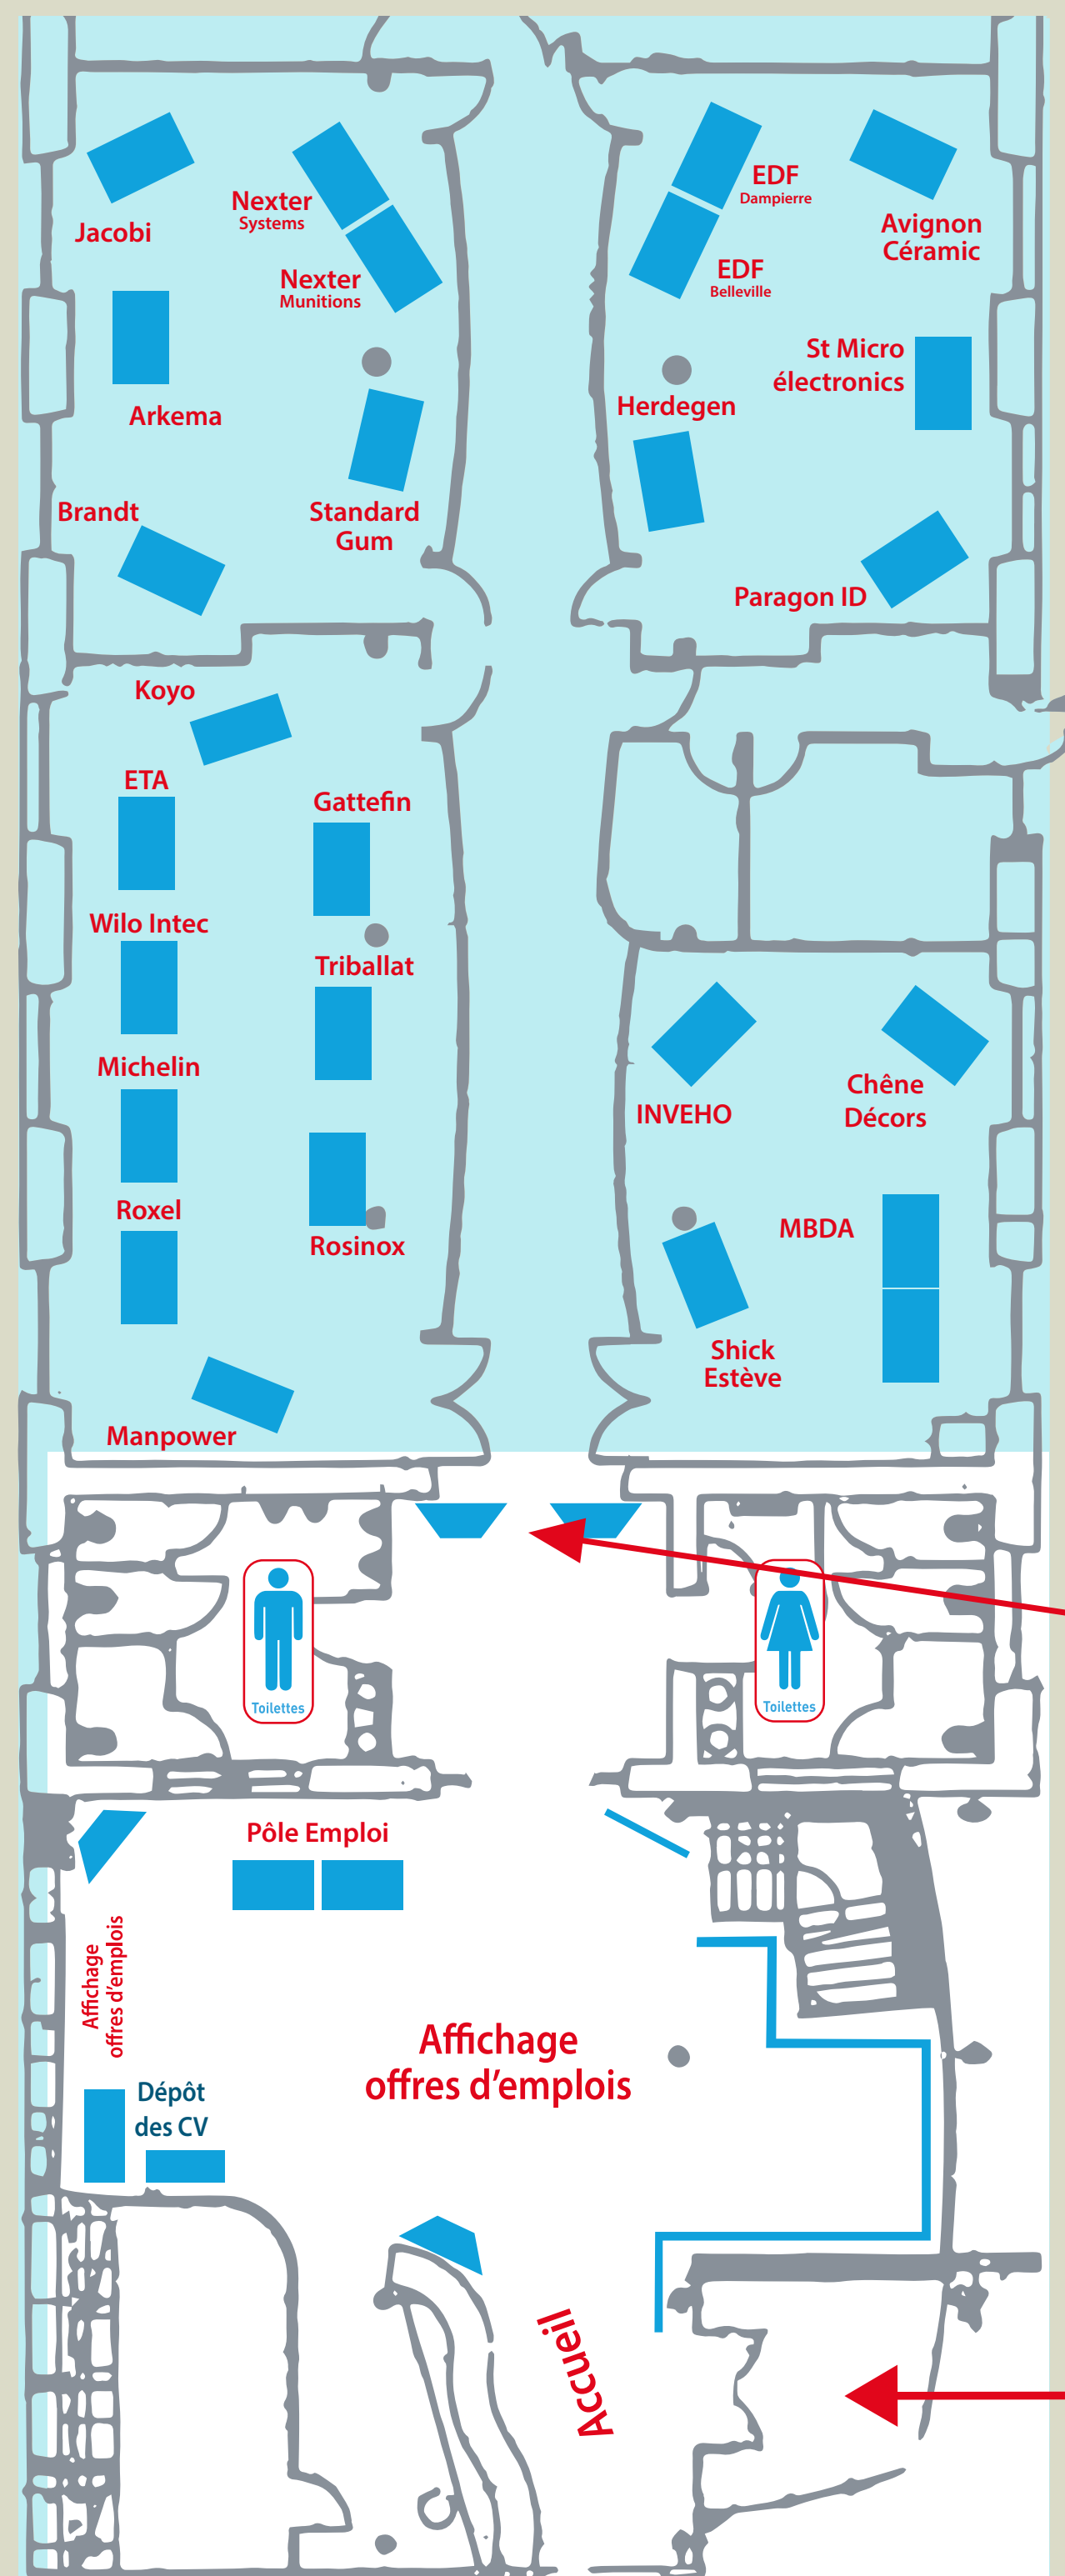 Jacobi
Nexter
Systems
Nexter
Munitions
EDF
Dampierre
EDF
Belleville
Avignon
Céramic
Arkema
St Micro
électronics
Herdegen
Brandt
Standard
Gum
Paragon ID
Koyo
ETA
Gattefin
Wilo Intec
Triballat
Michelin
Roxel
Rosinox
Manpower
INVEHO
Chêne
Décors
MBDA
Shick
Estève
Toilettes
Toilettes
Pôle Emploi
Affichage
offres d’emplois
Affichage
offres d’emplois
Dépôt
des CV
Accueil